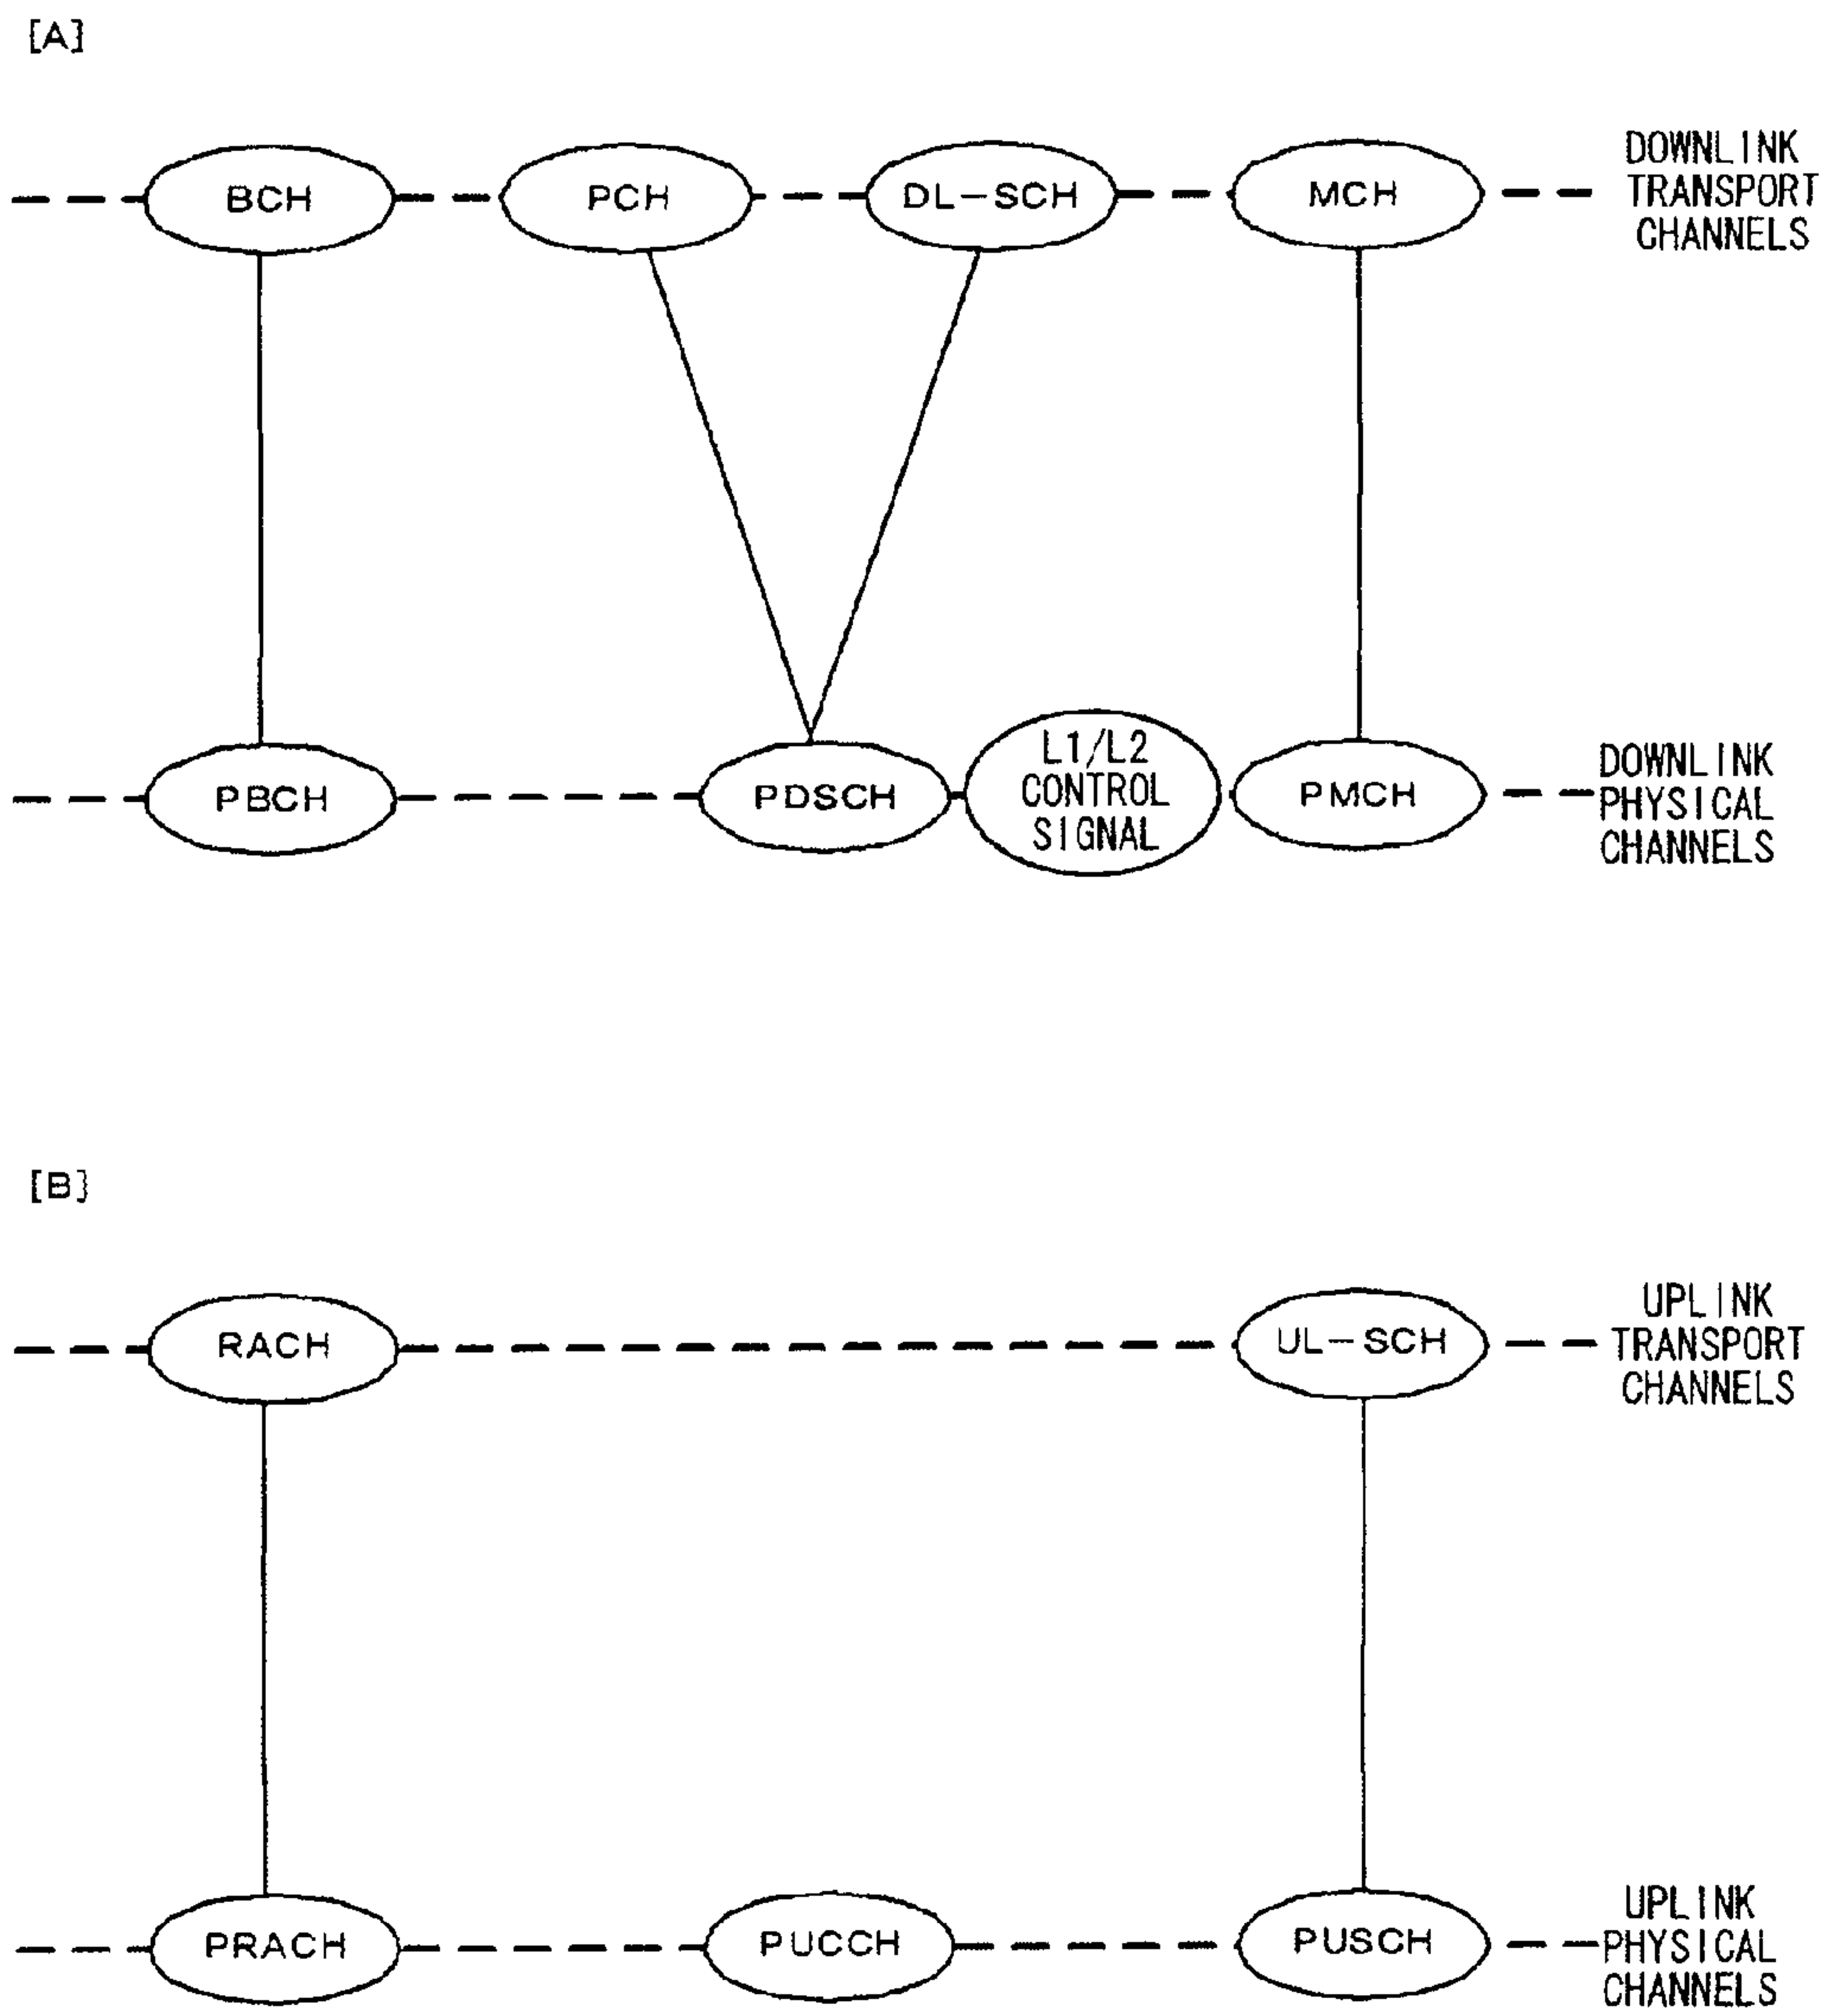 [A]
BCH
PCH
DL-SCH
MCH
DOWNLINK
TRANSPORT
CHANNELS
PBCH
PDSCH
L1/L2
CONTROL
SIGNAL
PMCH
DOWNLINK
PHYSICAL
CHANNELS
[B]
RACH
UL-SCH
UPLINK
TRANSPORT
CHANNELS
PRACH
PUCCH
PUSCH
UPLINK
PHYSICAL
CHANNELS